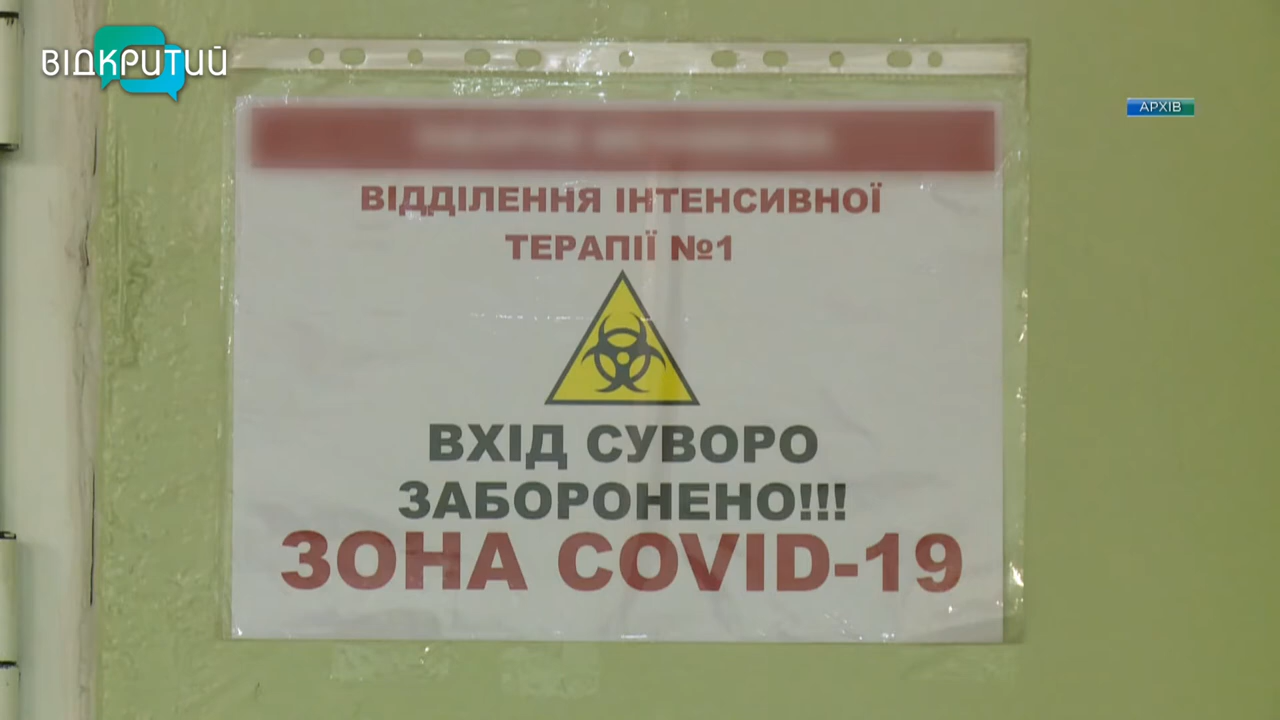 ВІДКРИТИЙ
АРХІВ
ВІДДІЛЕННЯ ІНТЕНСИВНОЇ
ТЕРАПІЇ №1
ВХІД СУВОРО
ЗАБОРОНЕНО!!!
ЗОНА COVID-19